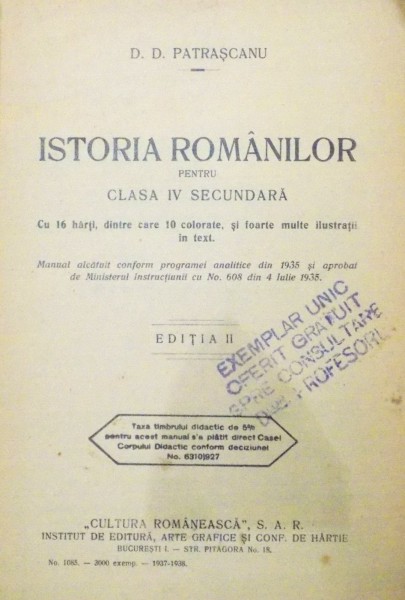 D. D. PATRAȘCANU
ISTORIA ROMÂNILOR
PENTRU
CLASA IV SECUNDARĂ
Cu 16 hărți, dintre care 10 colorate, și foarte multe ilustrații
in text.
Manual alcătuit conform programei analitice din 1935 și aprobat
de Ministerul Instrucțiunii cu No. 608 din 4 Iulie 1935.
EDIȚIA II
EXEMPLAR UNIC
OFERIT GRATUIT
SPRE CONSULTARE
PROFESORI
Taxa timbrului didactic de
pentru acest manual s'a plătit direct Casei
Corpului Didactic conform deciziunei
No. 63101|927
„CULTURA ROMÂNEASCĂ", S. A. R.
INSTITUT DE EDITURĂ, ARTE GRAFICE ȘI CONF. DE HÂRTIE
BUCUREȘTI I. — STR. PITAGORA No. 18.
No. 1085. — 2000 exemp. — 1937-1938.